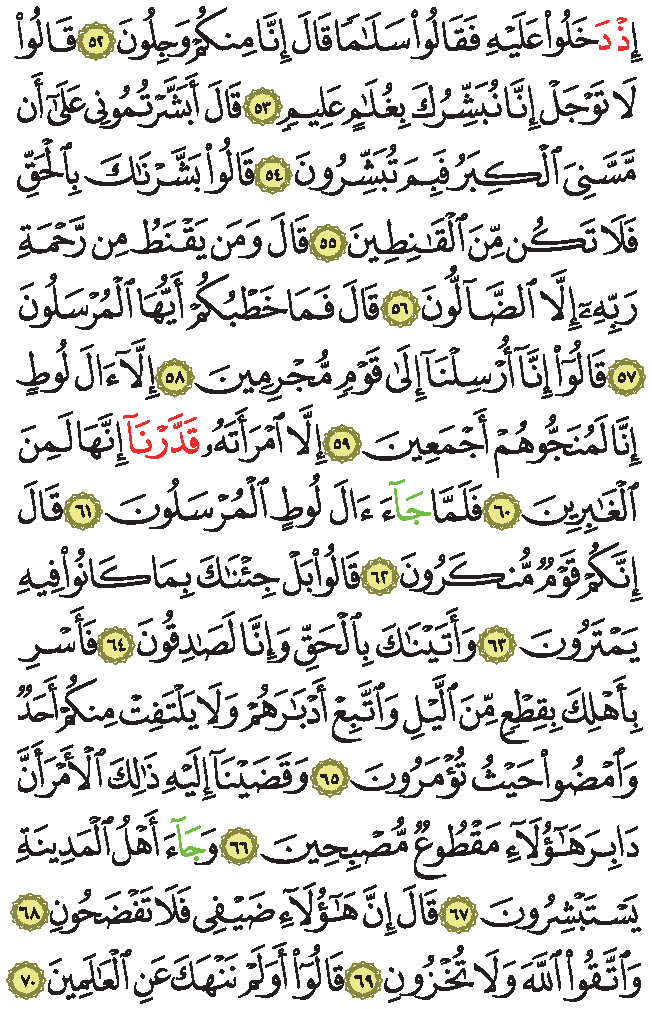 إِذۡ دَخَلُواْ عَلَيۡهِ فَقَالُواْ سَلَٰمٗا قَالَ إِنَّا مِنكُمۡ وَجِلُونَ ٥٢ قَالُواْ
لَا تَوۡجَلۡ إِنَّا نُبَشِّرُكَ بِغُلَٰمٍ عَلِيمٖ ٥٣ قَالَ أَبَشَّرۡتُمُونِي عَلَىٰٓ أَن
مَّسَّنِيَ ٱلۡكِبَرُ فَبِمَ تُبَشِّرُونَ ٥٤ قَالُواْ بَشَّرۡنَٰكَ بِٱلۡحَقِّ
فَلَا تَكُن مِّنَ ٱلۡقَٰنِطِينَ ٥٥ قَالَ وَمَن يَقۡنَطُ مِن رَّحۡمَةِ
رَبِّهِۦٓ إِلَّا ٱلضَّآلُّونَ ٥٦ قَالَ فَمَا خَطۡبُكُمۡ أَيُّهَا ٱلۡمُرۡسَلُونَ
٥٧ قَالُوٓاْ إِنَّآ أُرۡسِلۡنَآ إِلَىٰ قَوۡمٖ مُّجۡرِمِينَ ٥٨ إِلَّآ ءَالَ لُوطٍ
إِنَّا لَمُنَجُّوهُمۡ أَجۡمَعِينَ ٥٩ إِلَّا ٱمۡرَأَتَهُۥ قَدَّرۡنَآ إِنَّهَا لَمِنَ
ٱلۡغَٰبِرِينَ ٦٠ فَلَمَّا جَآءَ ءَالَ لُوطٍ ٱلۡمُرۡسَلُونَ ٦١ قَالَ
إِنَّكُمۡ قَوۡمٞ مُّنكَرُونَ ٦٢ قَالُواْ بَلۡ جِئۡنَٰكَ بِمَا كَانُواْ فِيهِ
يَمۡتَرُونَ ٦٣ وَأَتَيۡنَٰكَ بِٱلۡحَقِّ وَإِنَّا لَصَٰدِقُونَ ٦٤ فَأَسۡرِ
بِأَهۡلِكَ بِقِطۡعٖ مِّنَ ٱلَّيۡلِ وَٱتَّبِعۡ أَدۡبَٰرَهُمۡ وَلَا يَلۡتَفِتۡ مِنكُمۡ أَحَدٞ
وَٱمۡضُواْ حَيۡثُ تُؤۡمَرُونَ ٦٥ وَقَضَيۡنَآ إِلَيۡهِ ذَٰلِكَ ٱلۡأَمۡرَ أَنَّ
دَابِرَ هَٰٓؤُلَآءِ مَقۡطُوعٞ مُّصۡبِحِينَ ٦٦ وَجَآءَ أَهۡلُ ٱلۡمَدِينَةِ
يَسۡتَبۡشِرُونَ ٦٧ قَالَ إِنَّ هَٰٓؤُلَآءِ ضَيۡفِي فَلَا تَفۡضَحُونِ ٦٨
وَٱتَّقُواْ ٱللَّهَ وَلَا تُخۡزُونِ ٦٩ قَالُوٓاْ أَوَلَمۡ نَنۡهَكَ عَنِ ٱلۡعَٰلَمِينَ ٧٠